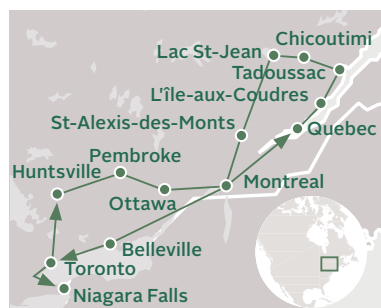 Chicoutimi
Lac St-Jean
Tadoussac
L'île-aux-Coudres
St-Alexis-des-Monts
Quebec
Pembroke
Huntsville
Montreal
Ottawa
Belleville
Toronto
Niagara Falls